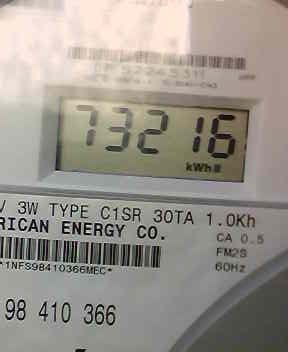 73216
kWh
V 3W TYPE C1SR 30TA 1.0Kh
RICAN ENERGY CO.
CA 0.5
FM2S
60Hz
*1NFS98410366MEC*
98 410 366